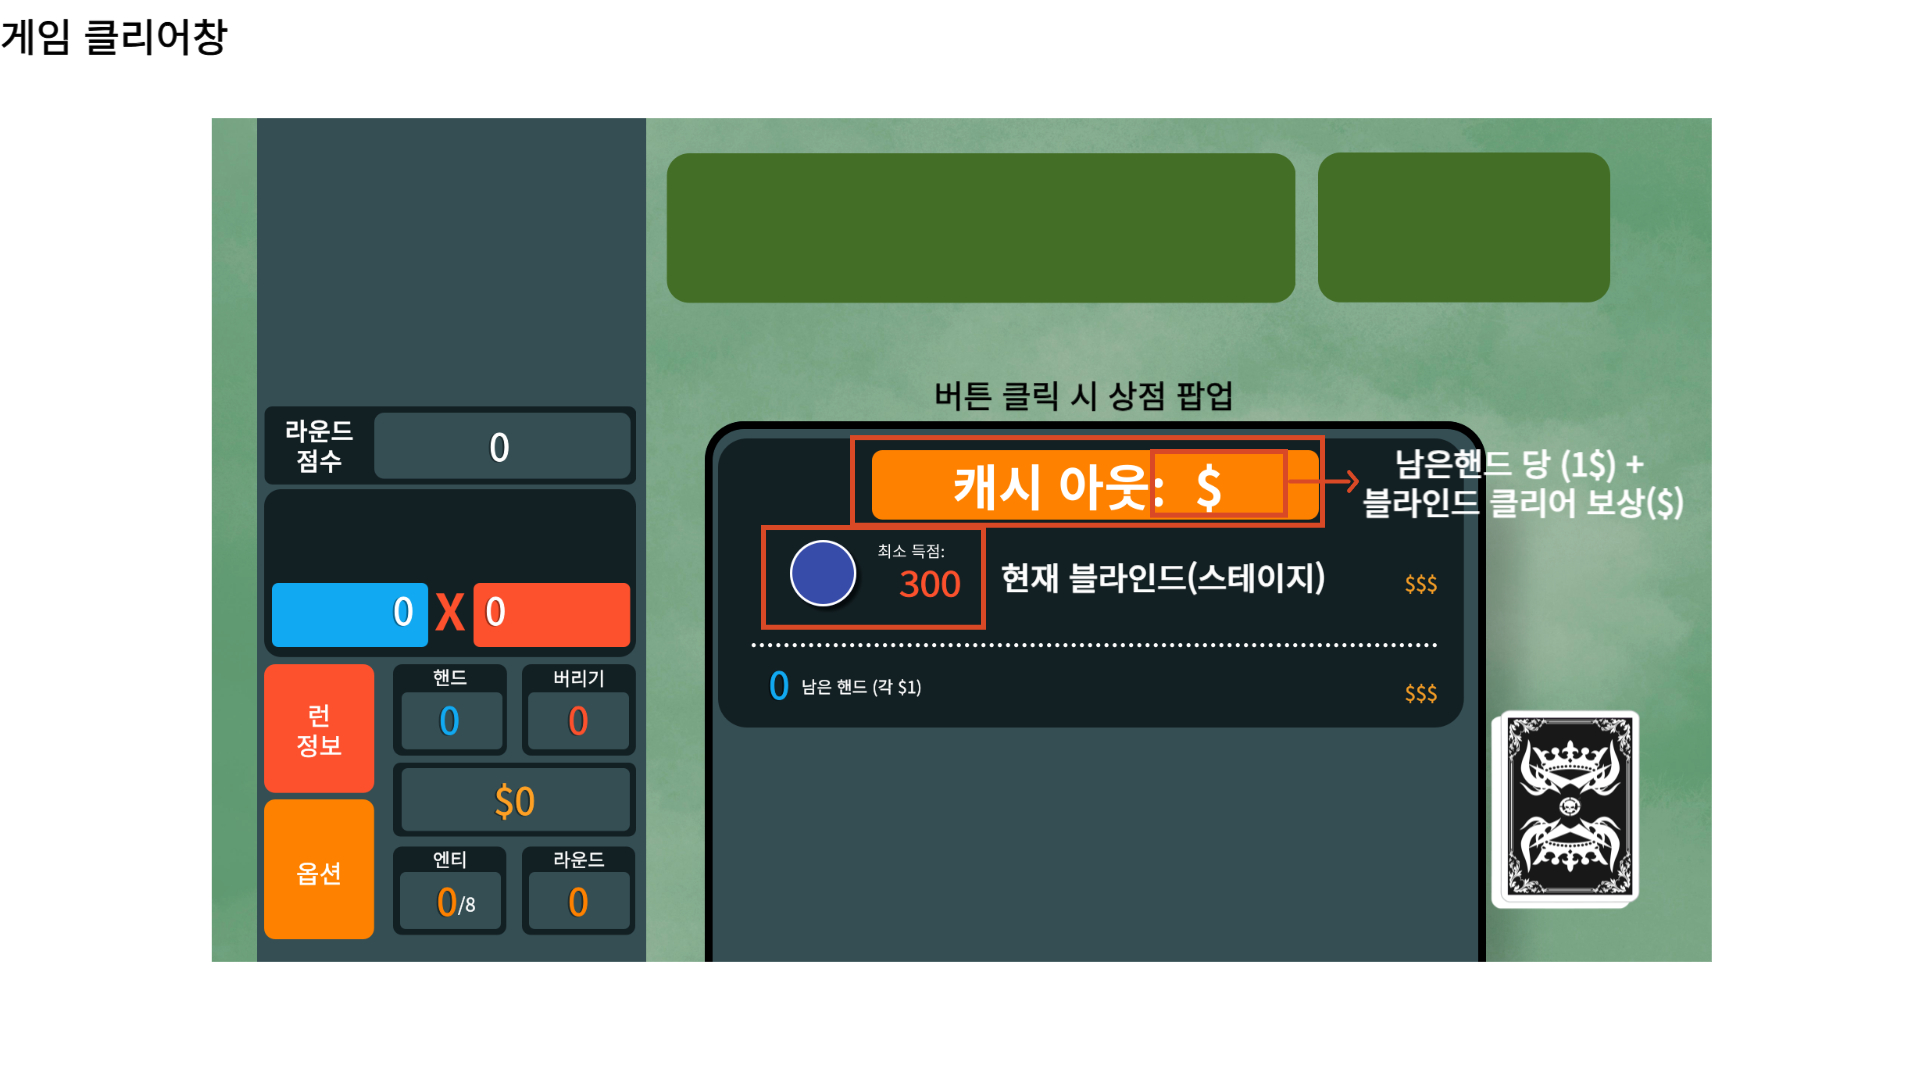 게임 클리어창
라운드
점수
0
0
X
0
런
정보
옵션
핸드
0
버리기
0
$0
엔티
0/8
라운드
0
버튼 클릭 시 상점 팝업
캐시 아웃: $
남은핸드 당 (1$) +
블라인드 클리어 보상($)
최소 득점:
300
현재 블라인드(스테이지)
$$$
0 남은 핸드 (각 $1)
$$$